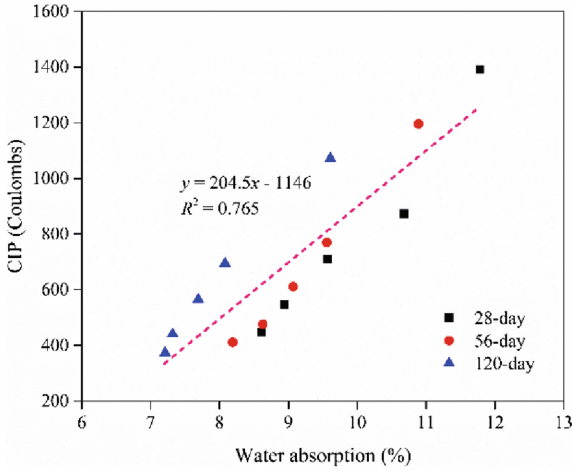 1400
1200
1000
800
600
400
200
CIP (Coulombs)
y = 204.5x - 1146
R² = 0.765
28-day
56-day
120-day
6 7 8 9 10 11 12 13
Water absorption (%)